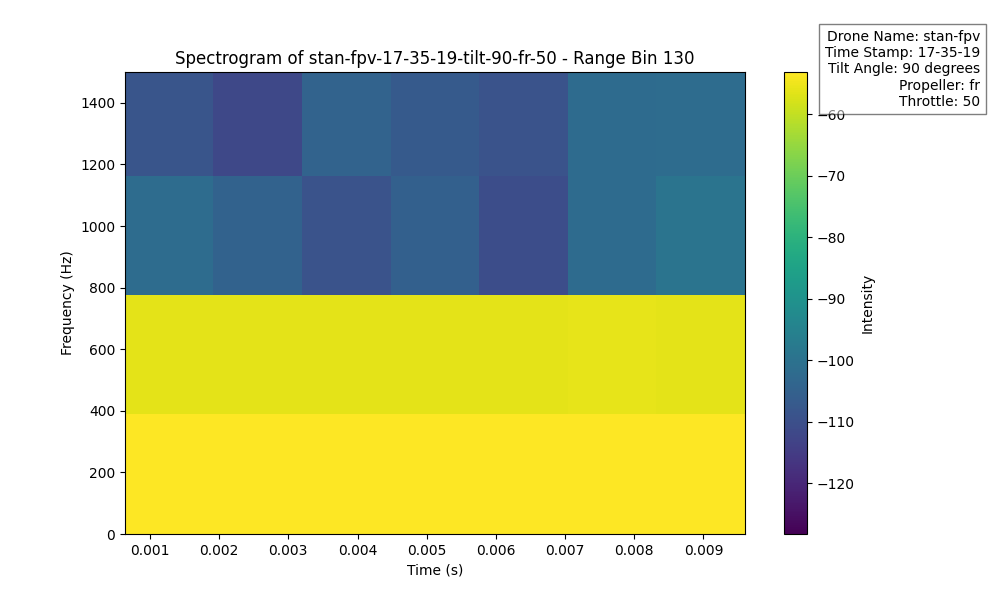 Drone Name: stan-fpv
Time Stamp: 17-35-19
Tilt Angle: 90 degrees
Propeller: fr
Throttle: 50
Spectrogram of stan-fpv-17-35-19-tilt-90-fr-50 - Range Bin 130
Frequency (Hz)
1400
1200
1000
800
600
400
200
0
0.001 0.002 0.003 0.004 0.005 0.006 0.007 0.008 0.009
Time (s)
−60
−70
−80
−90
−100
−110
−120
Intensity